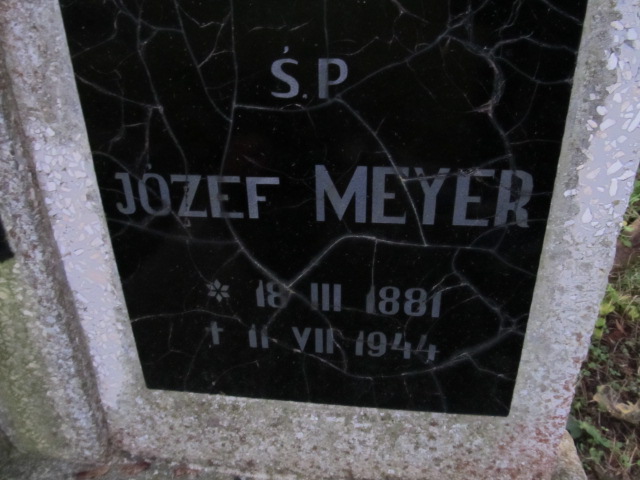 Ś.P
JÓZEF MEYER
* 18 III 1881
† 11 VII 1944